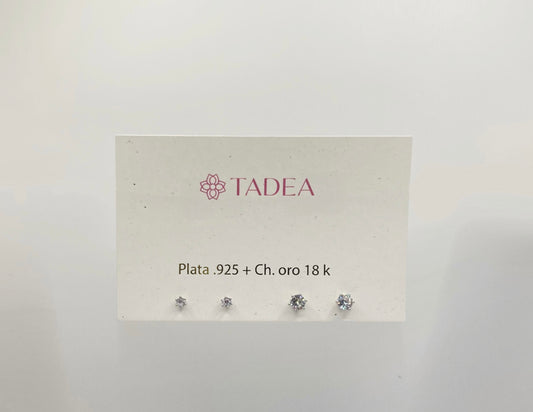 TADEA
Plata .925 + Ch. oro 18 k